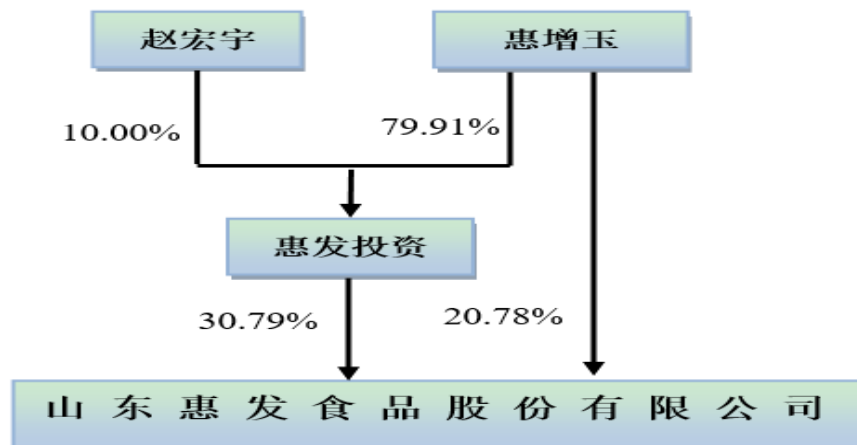 赵宏宇
惠增玉
10.00%
79.91%
惠发投资
30.79%
20.78%
山东惠发食品股份有限公司